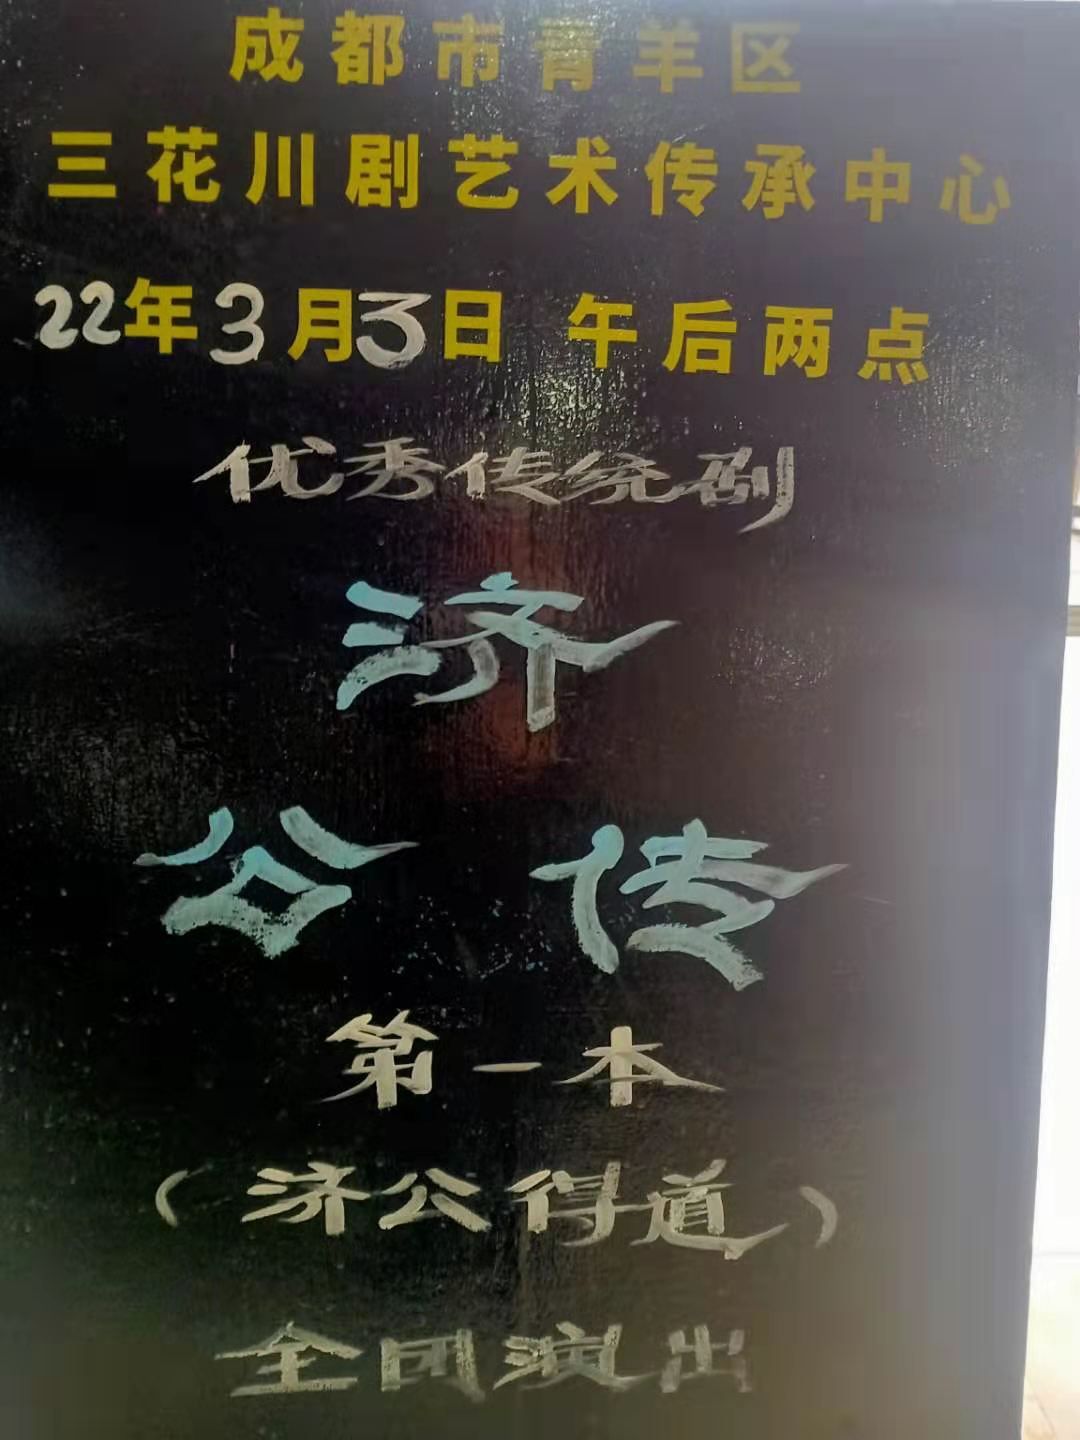 成都市青羊区
三花川剧艺术传承中心
22年3月3日 午后两点
优秀传统剧
济
公 传
第一本
(济公得道)
全团演出